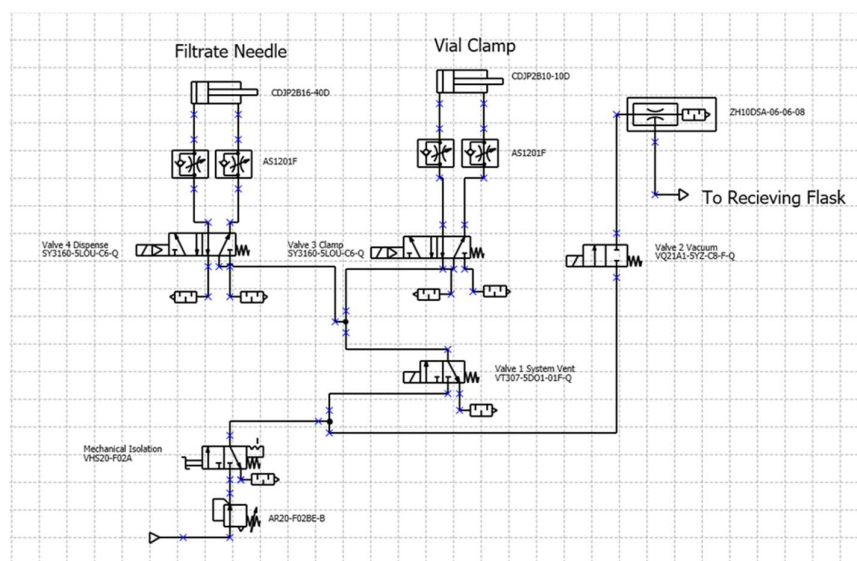 Filtrate Needle
Vial Clamp
CDJP2B16-40D
CDJP2B10-10D
ZH10DSA-06-06-08
AS1201F
AS1201F
To Recieving Flask
Valve 4 Dispense
SY3160-5LOU-C6-Q
Valve 3 Clamp
SY3160-5LOU-C6-Q
Valve 2 Vacuum
VQ21A1-5YZ-C8-F-Q
Valve 1 System Vent
VT307-5DO1-01F-Q
Mechanical Isolation
VHS20-F02A
AR20-F02BE-B